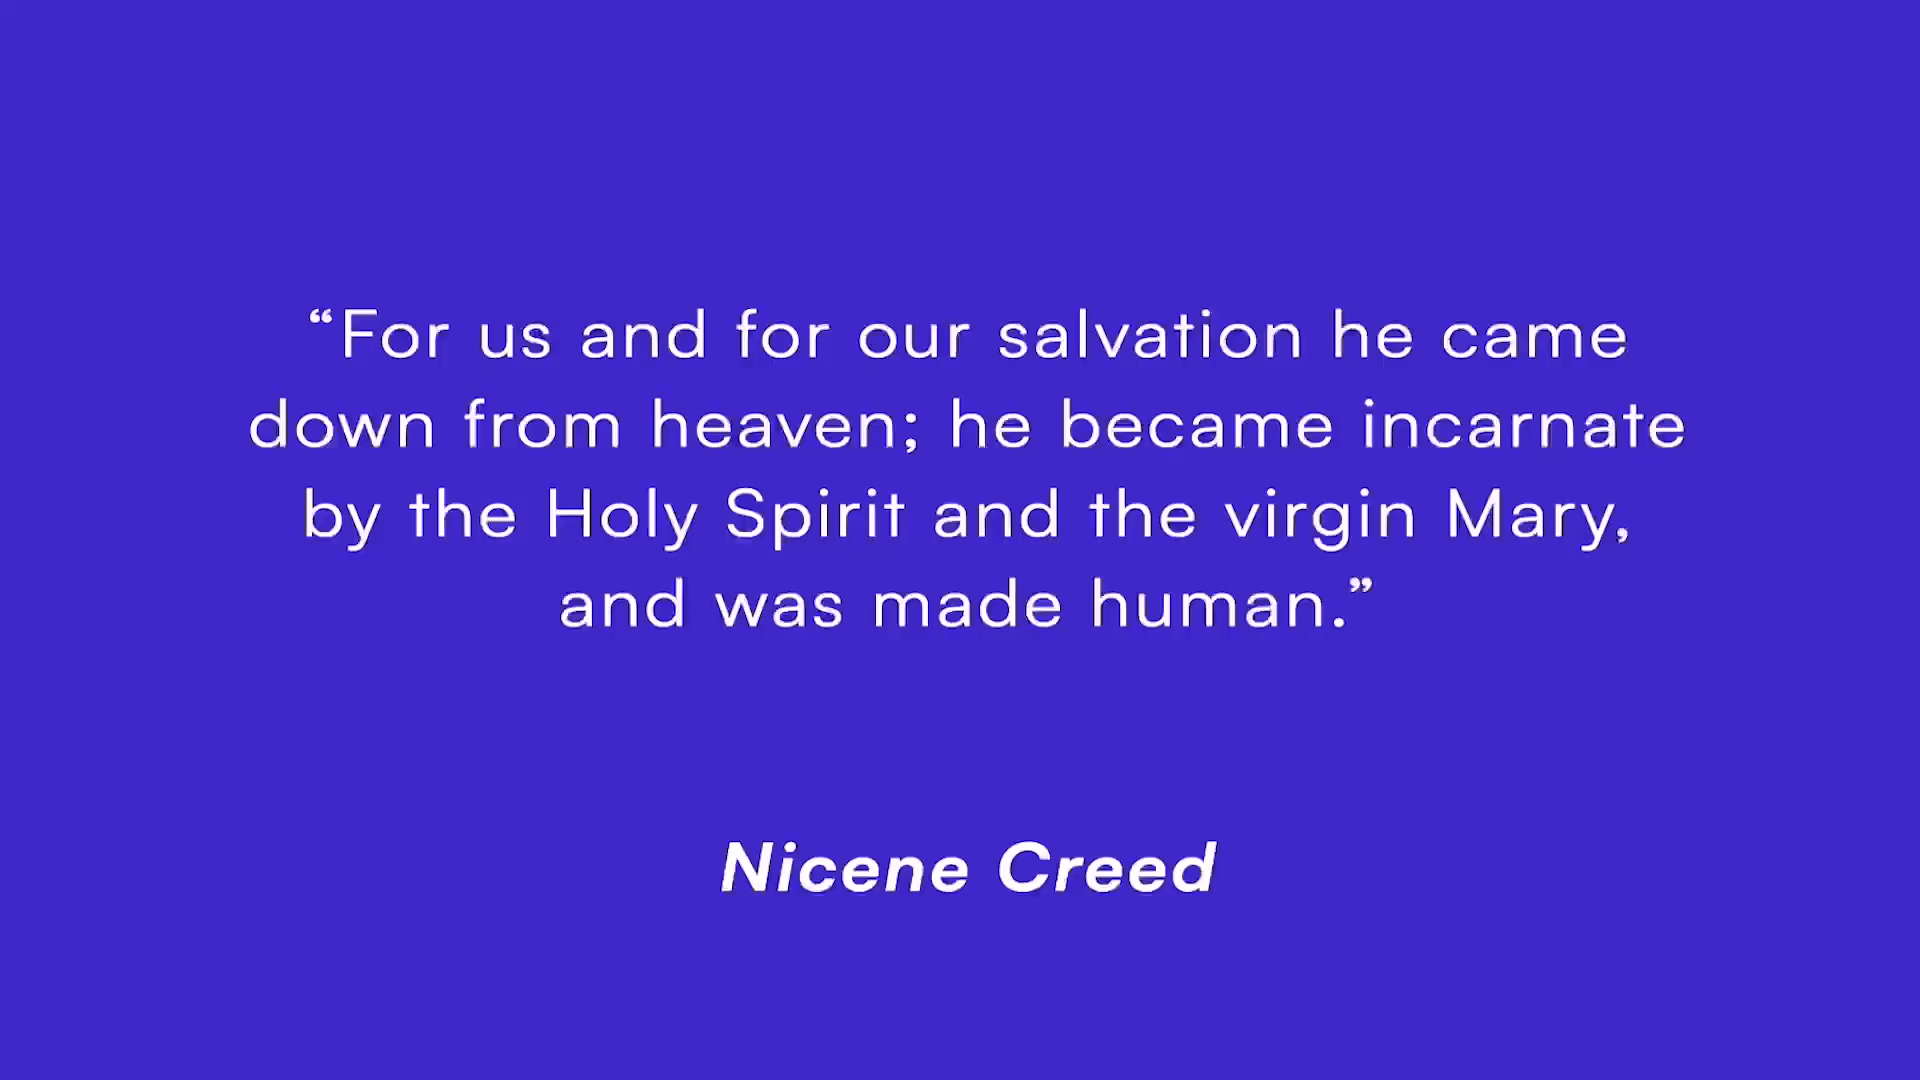 “For us and for our salvation he came
down from heaven; he became incarnate
by the Holy Spirit and the virgin Mary,
and was made human.”
Nicene Creed